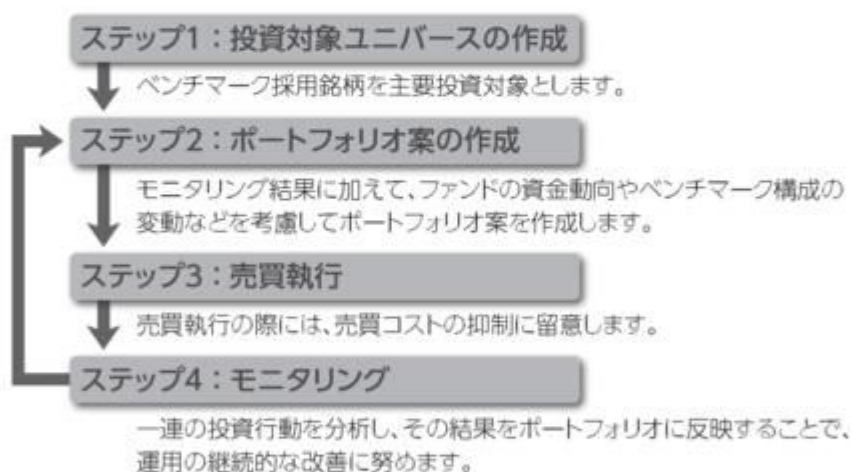 ステップ1：投資対象ユニバースの作成
ベンチマーク採用銘柄を主要投資対象とします。
ステップ2：ポートフォリオ案の作成
モニタリング結果に加えて、ファンドの資金動向やベンチマーク構成の
変動などを考慮してポートフォリオ案を作成します。
ステップ3：売買執行
売買執行の際には、売買コストの抑制に留意します。
ステップ4：モニタリング
一連の投資行動を分析し、その結果をポートフォリオに反映することで、
運用の継続的な改善に努めます。